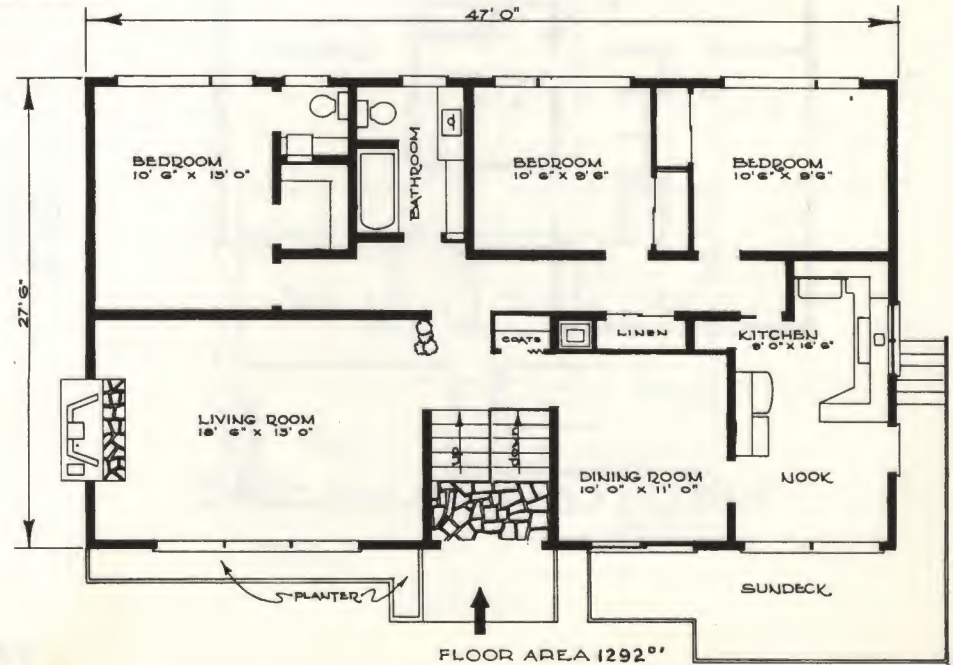 47' 0"
27' 6"
BEDROOM
10' 6" X 13' 0"
BATHROOM
BEDROOM
10' 6" X 9' 6"
BEDROOM
10' 6" X 9' 6"
COATS
LINEN
KITCHEN
8' 0" X 16' 6"
LIVING ROOM
18' 6" X 13' 0"
up
down
DINING ROOM
10' 0" X 11' 0"
NOOK
PLANTER
SUNDECK
FLOOR AREA 1292□'